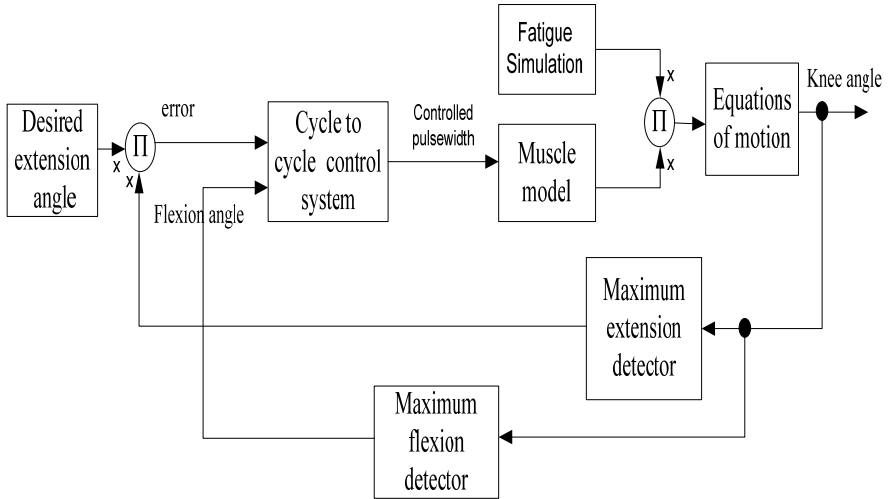 Fatigue
Simulation
x
Knee angle
Desired
extension
angle
error
Π
x
x
Cycle to
cycle control
system
Controlled
pulsewidth
Muscle
model
Π
x
Equations
of motion
Flexion angle
Maximum
extension
detector
Maximum
flexion
detector